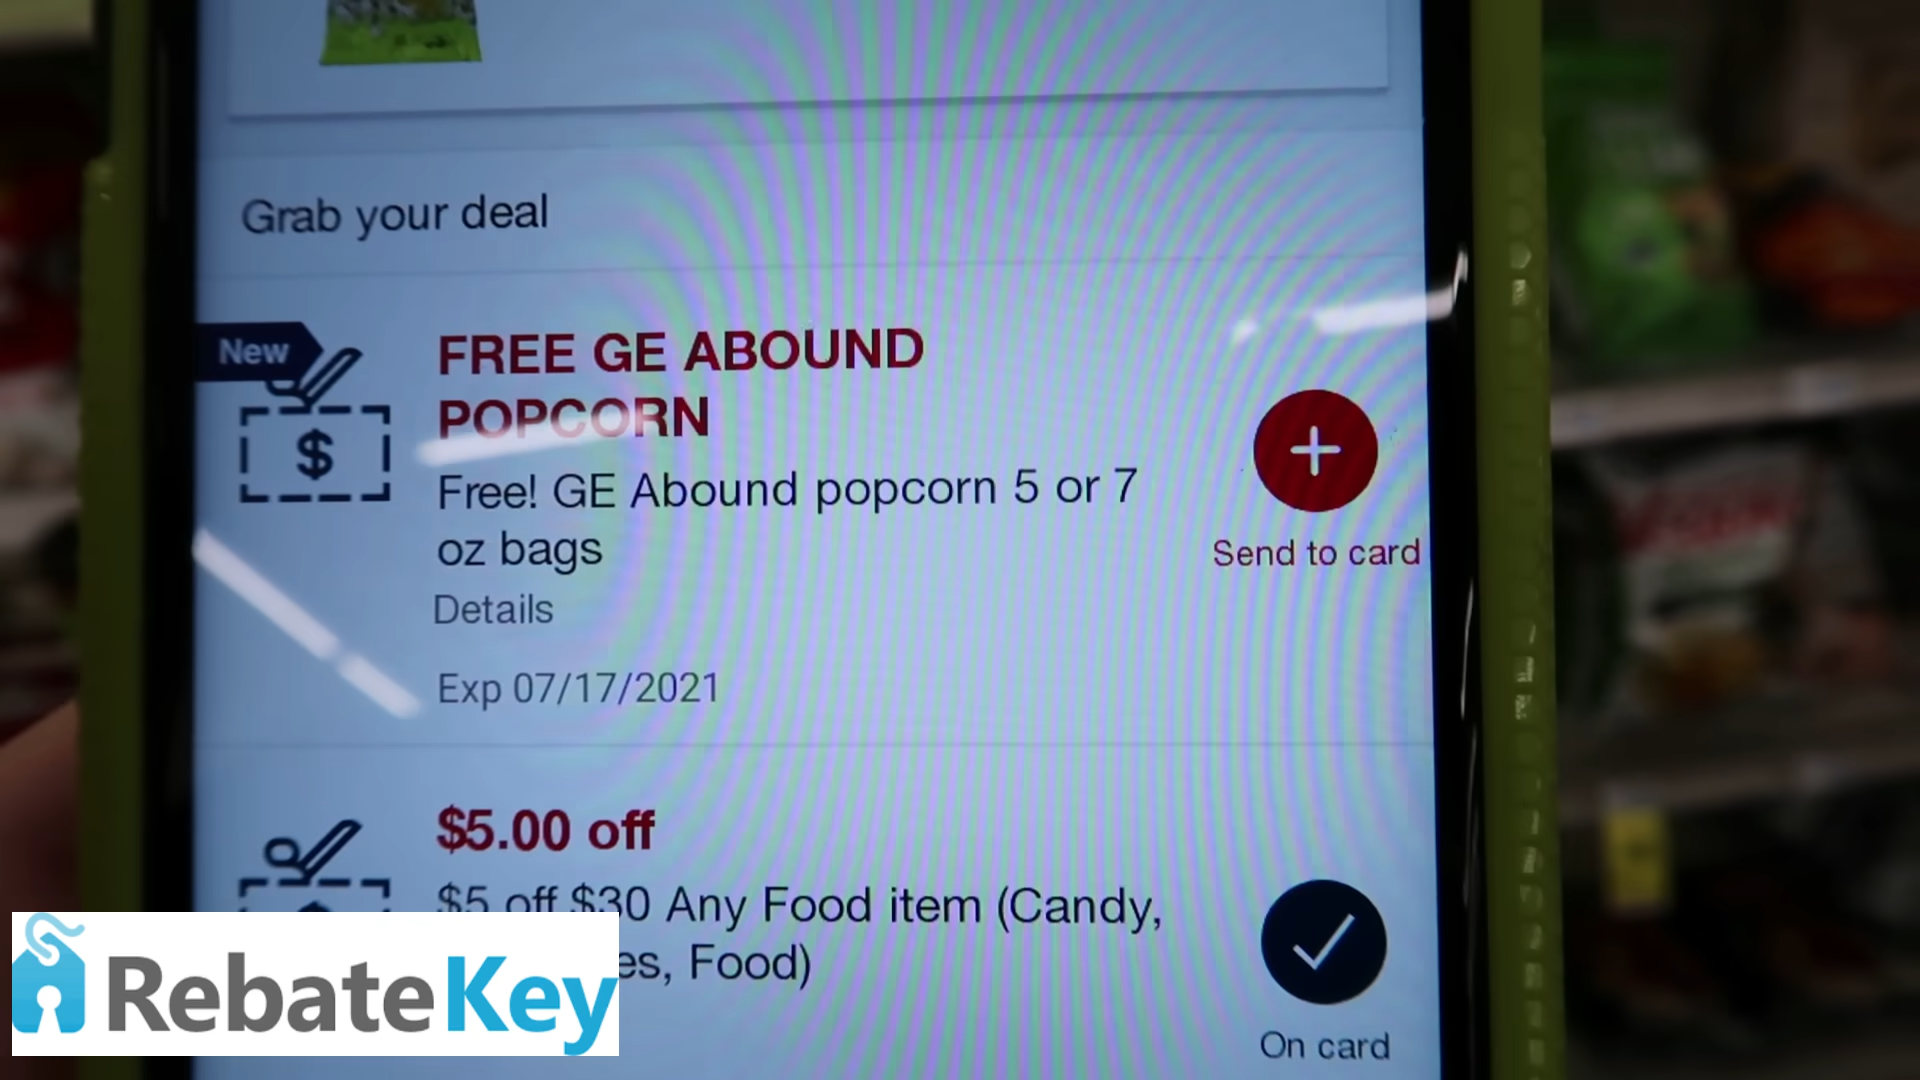 Grab your deal
New
FREE GE ABOUND
POPCORN
$
Free! GE Abound popcorn 5 or 7
oz bags
Send to card
Details
Exp 07/17/2021
$5.00 off
$5 off $30 Any Food item (Candy,
Food)
On card
RebateKey